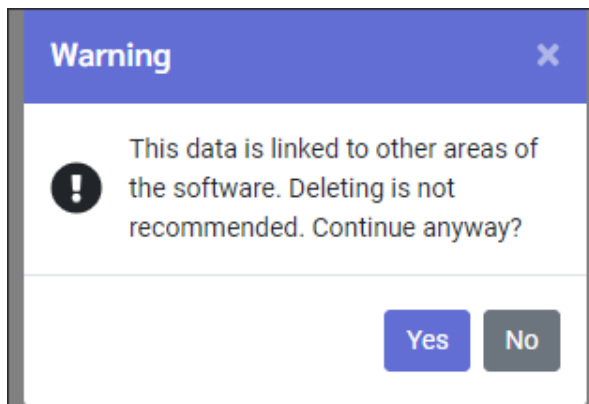 Warning
This data is linked to other areas of
the software. Deleting is not
recommended. Continue anyway?
Yes No